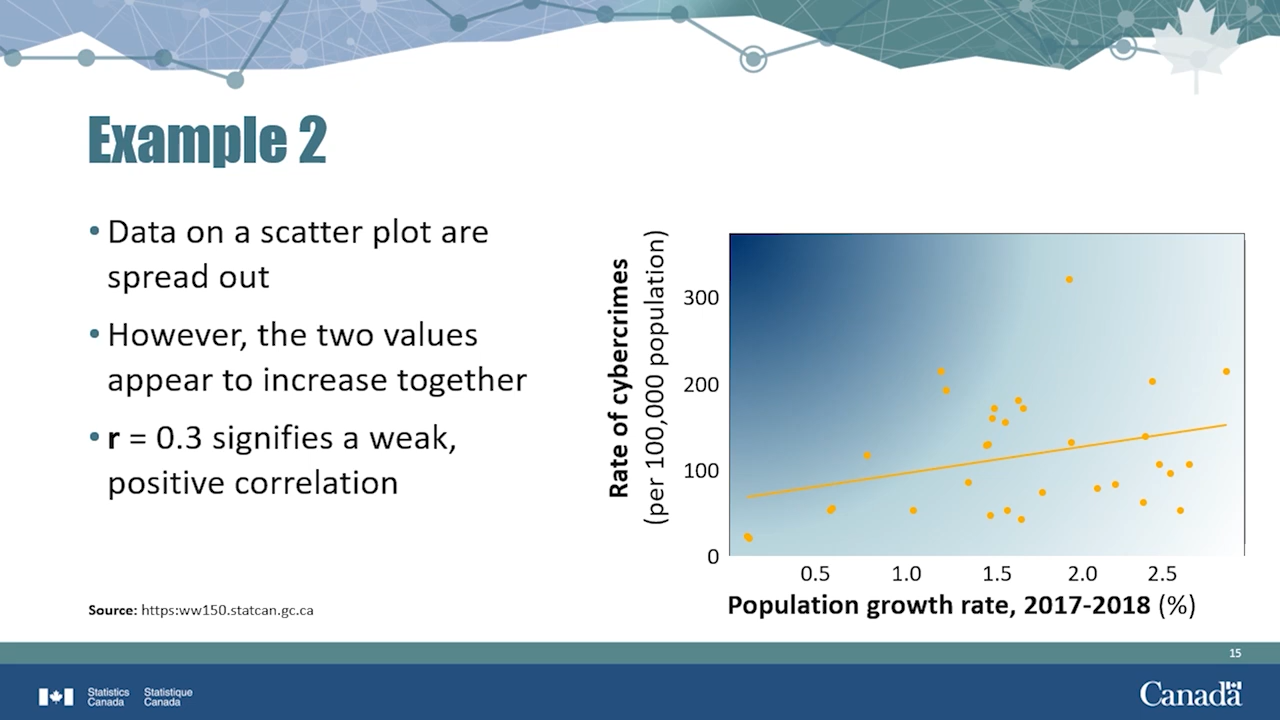 Example 2
• Data on a scatter plot are
spread out
• However, the two values
appear to increase together
• r = 0.3 signifies a weak,
positive correlation
Rate of cybercrimes
(per 100,000 population)
300
200
100
0
0.5 1.0 1.5 2.0 2.5
Population growth rate, 2017-2018 (%)
Source: https:ww150.statcan.gc.ca
15
Statistics Statistique
Canada Canada
Canada